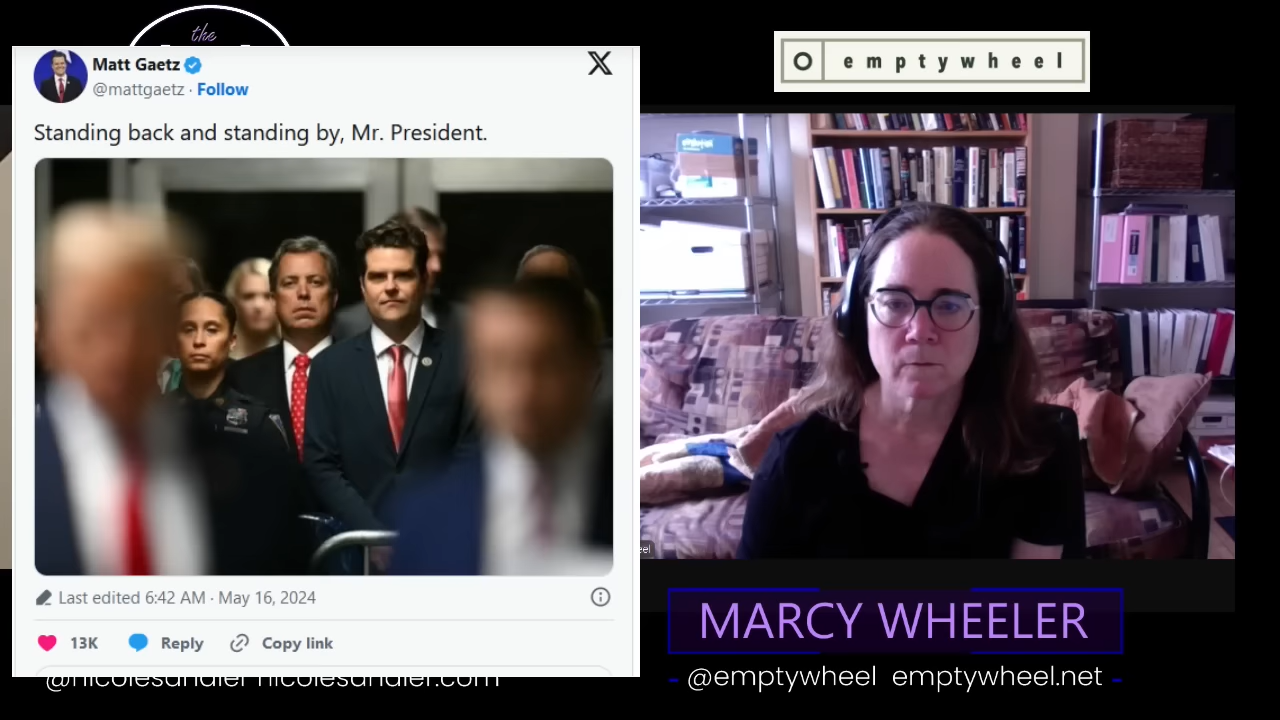 the
Matt Gaetz
@mattgaetz · Follow
Standing back and standing by, Mr. President.
Last edited 6:42 AM · May 16, 2024
13K Reply Copy link
@nicolesandler nicolesandler.com
emptywheel
MARCY WHEELER
- @emptywheel emptywheel.net -